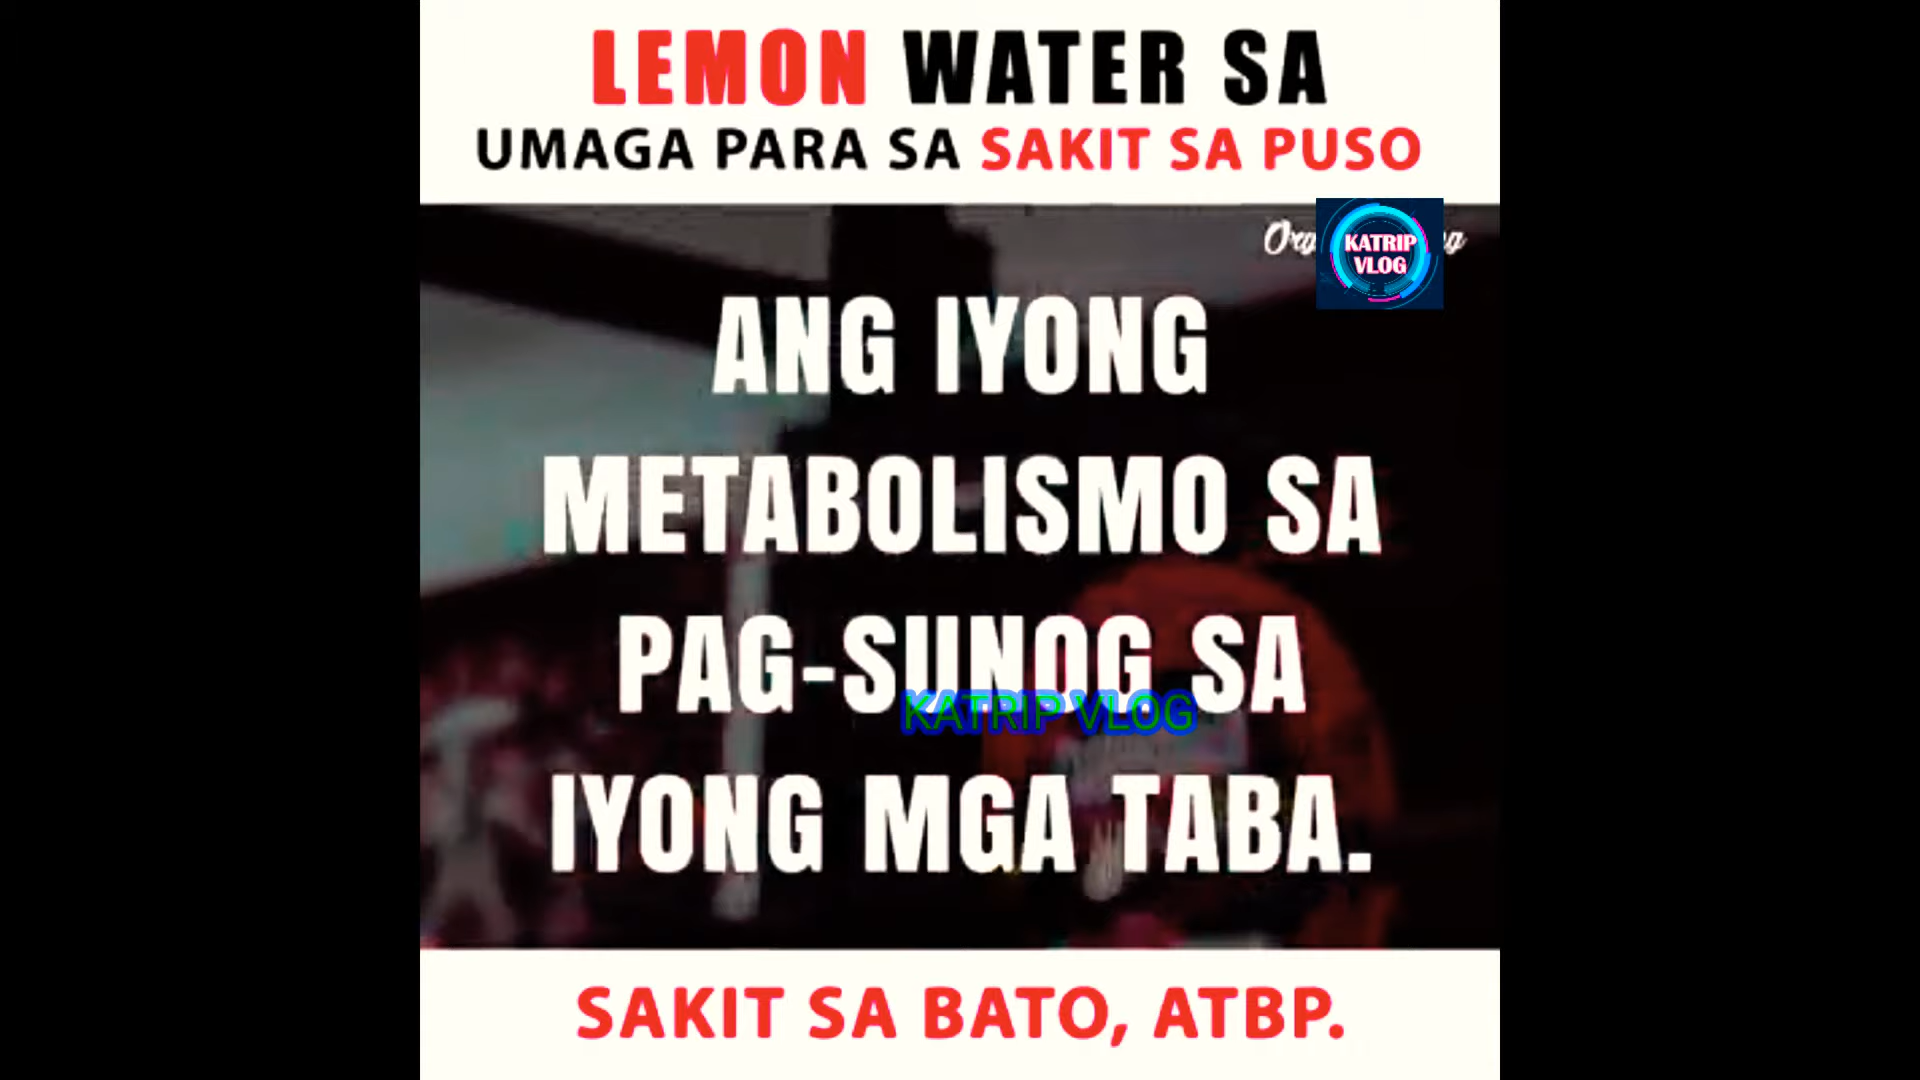 LEMON WATER SA
UMAGA PARA SA SAKIT SA PUSO
KATRIP
VLOG
ANG IYONG
METABOLISMO SA
PAG-SUNOG SA
KATRIP VLOG
IYONG MGA TABA.
SAKIT SA BATO, ATBP.